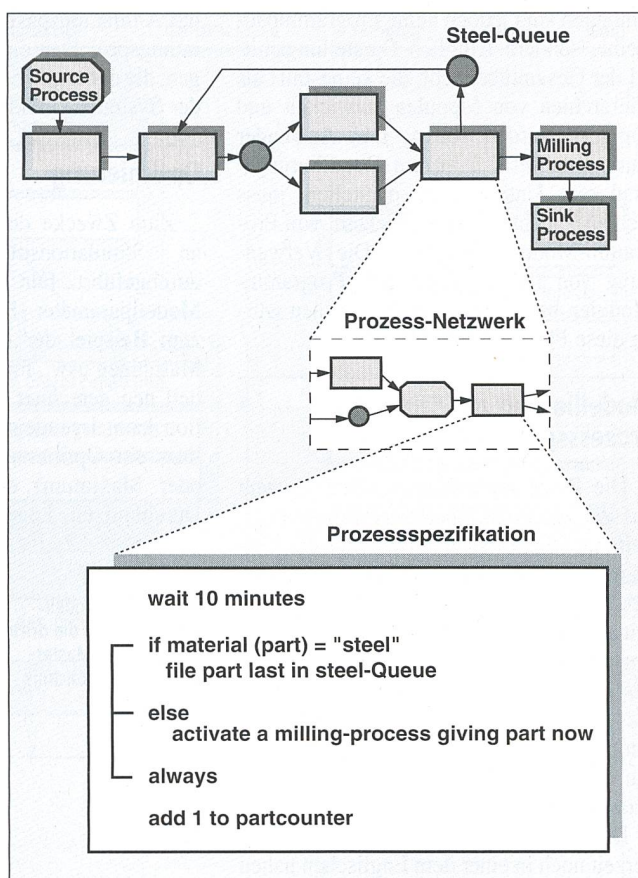 Steel-Queue
Source
Process
Milling
Process
Sink
Process
Prozess-Netzwerk
Prozessspezifikation
wait 10 minutes
if material (part) = "steel"
file part last in steel-Queue
else
activate a milling-process giving part now
always
add 1 to partcounter